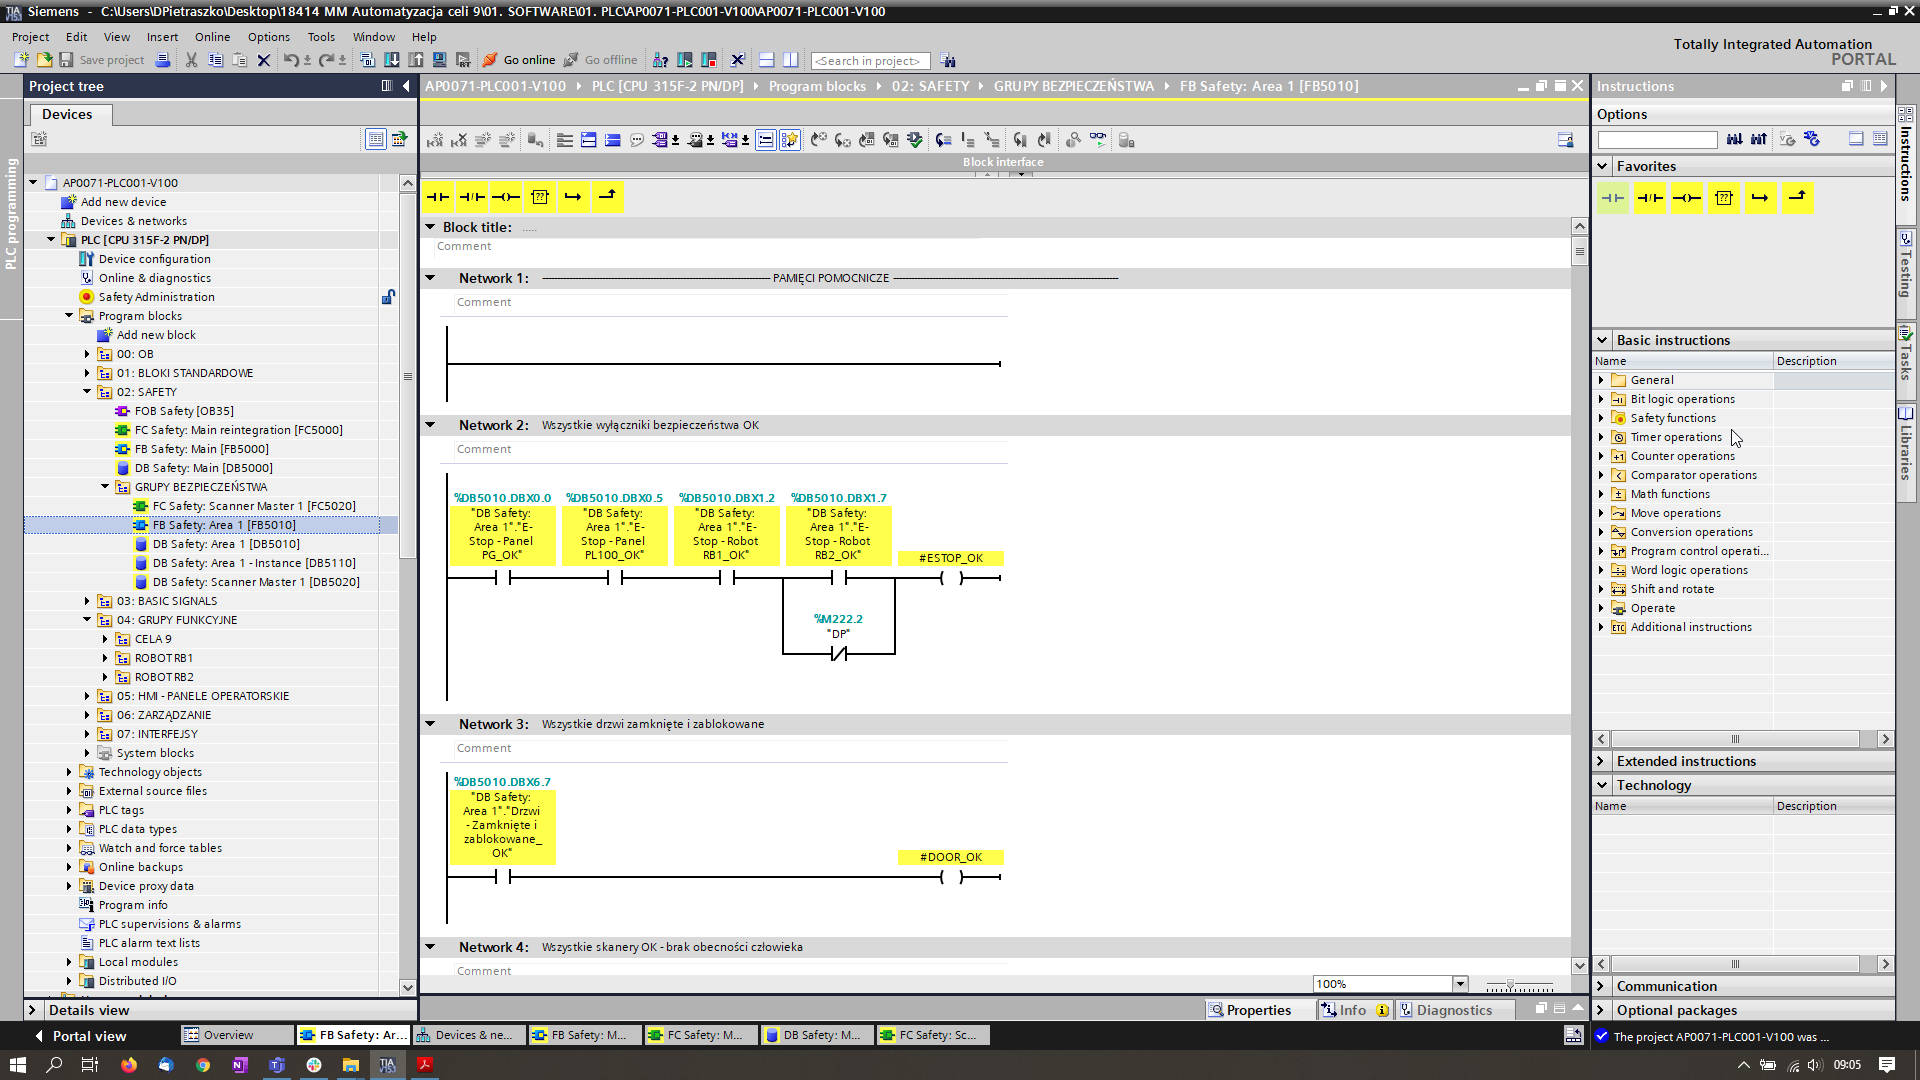 Siemens - C:\Users\DPietraszko\Desktop\18414 MM Automatyzacja celi 9\01. SOFTWARE\01. PLC\AP0071-PLC001-V100\AP0071-PLC001-V100
Project Edit View Insert Online Options Tools Window Help
Totally Integrated Automation
PORTAL
Save project Go online Go offline <Search in project>
Project tree
AP0071-PLC001-V100 PLC [CPU 315F-2 PN/DP] Program blocks 02: SAFETY GRUPY BEZPIECZEŃSTWA FB Safety: Area 1 [FB5010]
Instructions
Devices
Options
PLC programming
Block interface
AP0071-PLC001-V100
Add new device
Devices & networks
PLC [CPU 315F-2 PN/DP]
Device configuration
Online & diagnostics
Safety Administration
Program blocks
Add new block
00: OB
01: BLOKI STANDARDOWE
02: SAFETY
FOB Safety [OB35]
FC Safety: Main reintegration [FC5000]
FB Safety: Main [FB5000]
DB Safety: Main [DB5000]
GRUPY BEZPIECZEŃSTWA
FC Safety: Scanner Master 1 [FC5020]
FB Safety: Area 1 [FB5010]
DB Safety: Area 1 [DB5010]
DB Safety: Area 1 - Instance [DB5110]
DB Safety: Scanner Master 1 [DB5020]
03: BASIC SIGNALS
04: GRUPY FUNKCYJNE
CELA 9
ROBOT RB1
ROBOT RB2
05: HMI - PANELE OPERATORSKIE
06: ZARZĄDZANIE
07: INTERFEJSY
System blocks
Technology objects
External source files
PLC tags
PLC data types
Watch and force tables
Online backups
Device proxy data
Program info
PLC supervisions & alarms
PLC alarm text lists
Local modules
Distributed I/O
Details view
Block title: .....
Comment
Network 1: PAMIĘCI POMOCNICZE
Comment
Network 2: Wszystkie wyłączniki bezpieczeństwa OK
Comment
%DB5010.DBX0.0
"DB Safety:
Area 1"."E-
Stop - Panel
PG_OK"
%DB5010.DBX0.5
"DB Safety:
Area 1"."E-
Stop - Panel
PL100_OK"
%DB5010.DBX1.2
"DB Safety:
Area 1"."E-
Stop - Robot
RB1_OK"
%DB5010.DBX1.7
"DB Safety:
Area 1"."E-
Stop - Robot
RB2_OK"
#ESTOP_OK
%M222.2
"DP"
Network 3: Wszystkie drzwi zamknięte i zablokowane
Comment
%DB5010.DBX6.7
"DB Safety:
Area 1"."Drzwi
- Zamknięte i
zablokowane_
OK"
#DOOR_OK
Network 4: Wszystkie skanery OK - brak obecności człowieka
Comment
100%
Properties Info Diagnostics
Favorites
Basic instructions
Name Description
General
Bit logic operations
Safety functions
Timer operations
Counter operations
Comparator operations
Math functions
Move operations
Conversion operations
Program control operati...
Word logic operations
Shift and rotate
Operate
Additional instructions
Extended instructions
Technology
Name Description
Communication
Optional packages
Instructions
Testing
Tasks
Libraries
Portal view Overview FB Safety: Ar... Devices & ne... FB Safety: M... FC Safety: M... DB Safety: M... FC Safety: Sc... The project AP0071-PLC001-V100 was ...
09:05